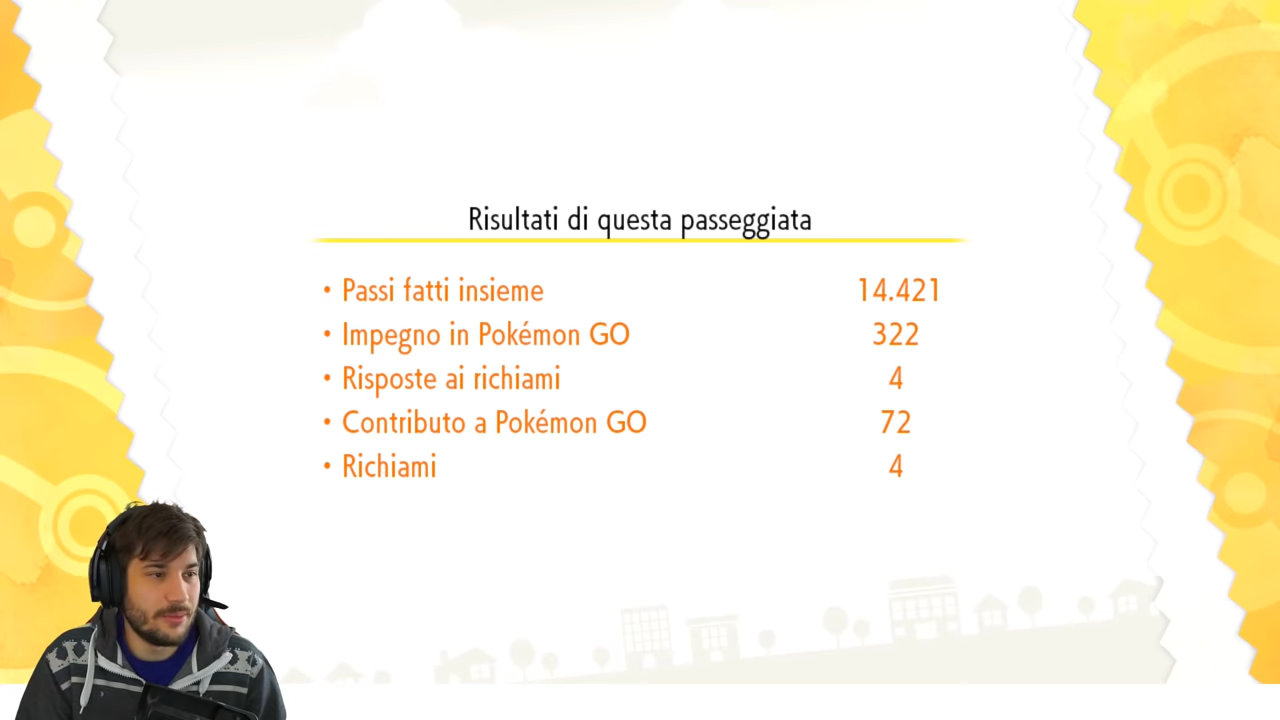 Risultati di questa passeggiata
• Passi fatti insieme 14.421
• Impegno in Pokémon GO 322
• Risposte ai richiami 4
• Contributo a Pokémon GO 72
• Richiami 4